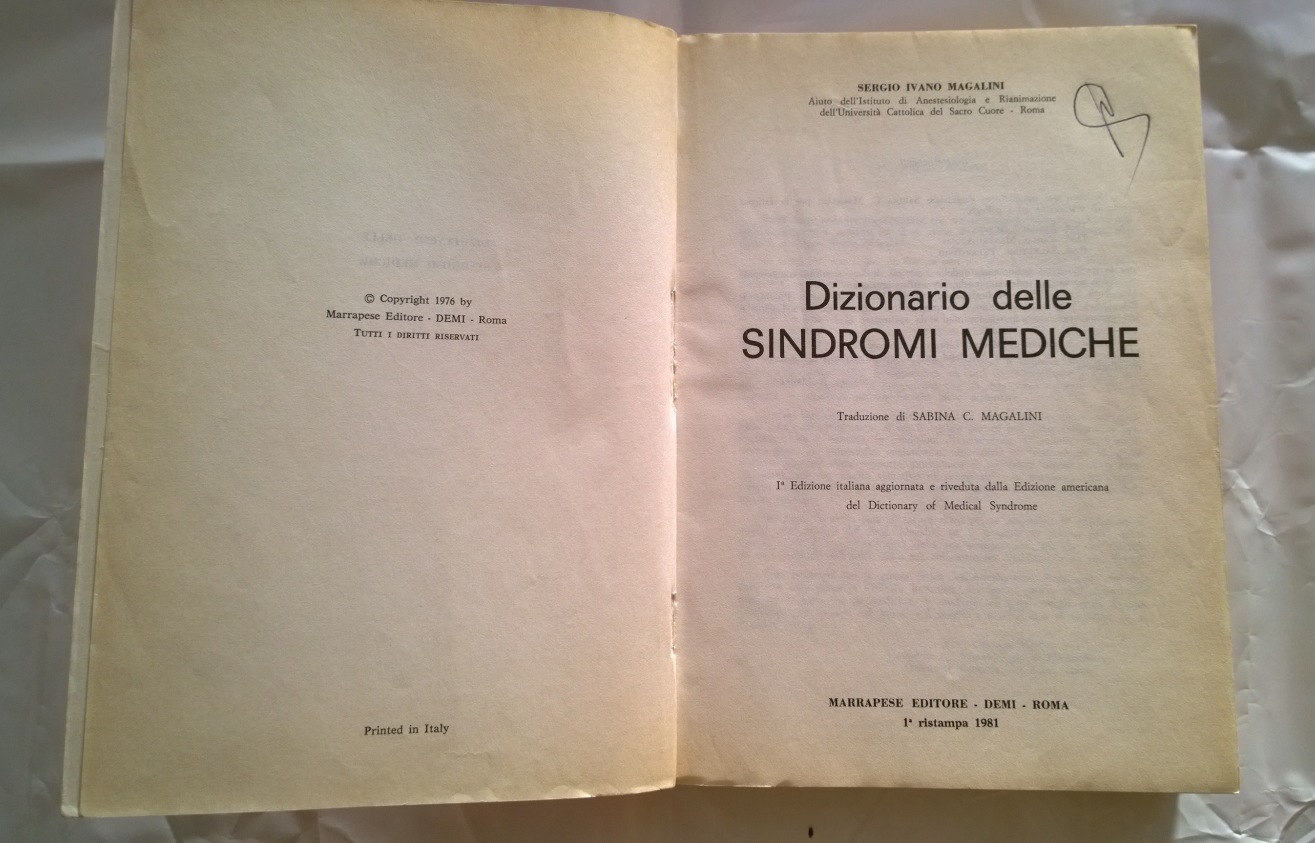 © Copyright 1976 by
Marrapese Editore - DEMI - Roma
TUTTI I DIRITTI RISERVATI
Printed in Italy
SERGIO IVANO MAGALINI
Aiuto dell'Istituto di Anestesiologia e Rianimazione
dell'Università Cattolica del Sacro Cuore - Roma
Dizionario delle
SINDROMI MEDICHE
Traduzione di SABINA C. MAGALINI
Iª Edizione italiana aggiornata e riveduta dalla Edizione americana
del Dictionary of Medical Syndrome
MARRAPESE EDITORE - DEMI - ROMA
1ª ristampa 1981